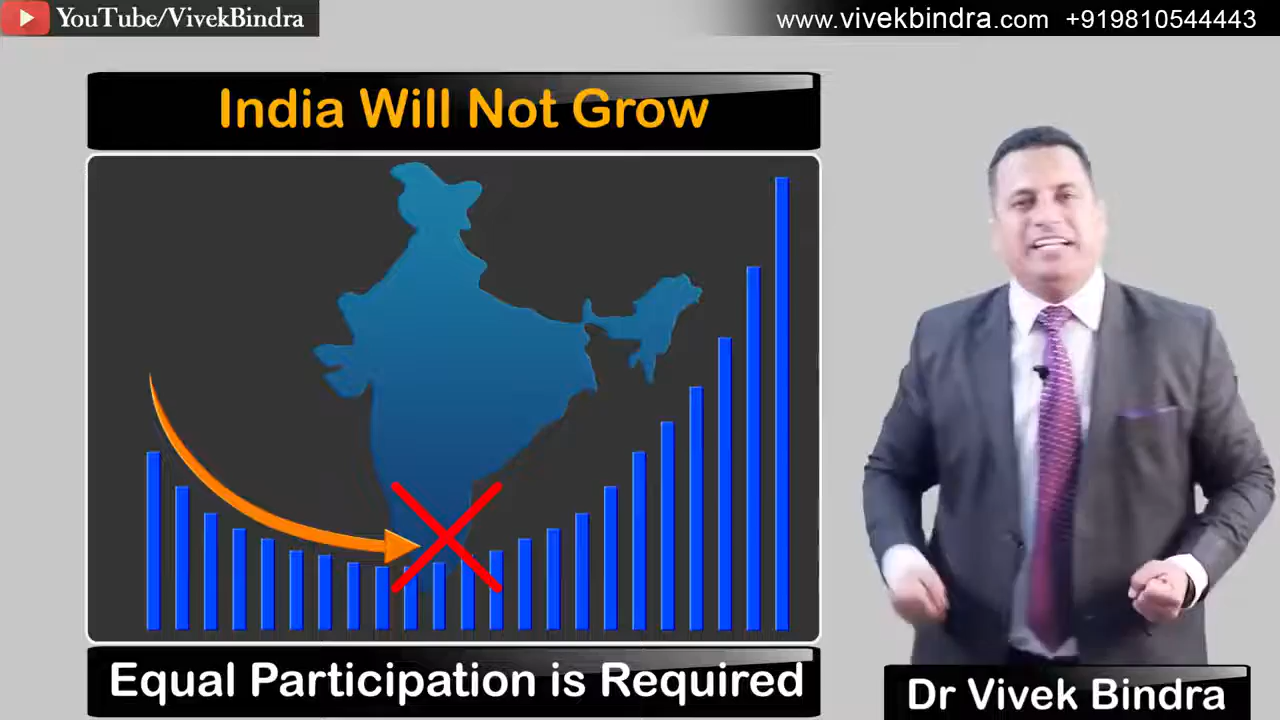 YouTube/VivekBindra
www.vivekbindra.com +919810544443
India Will Not Grow
Equal Participation is Required
Dr Vivek Bindra